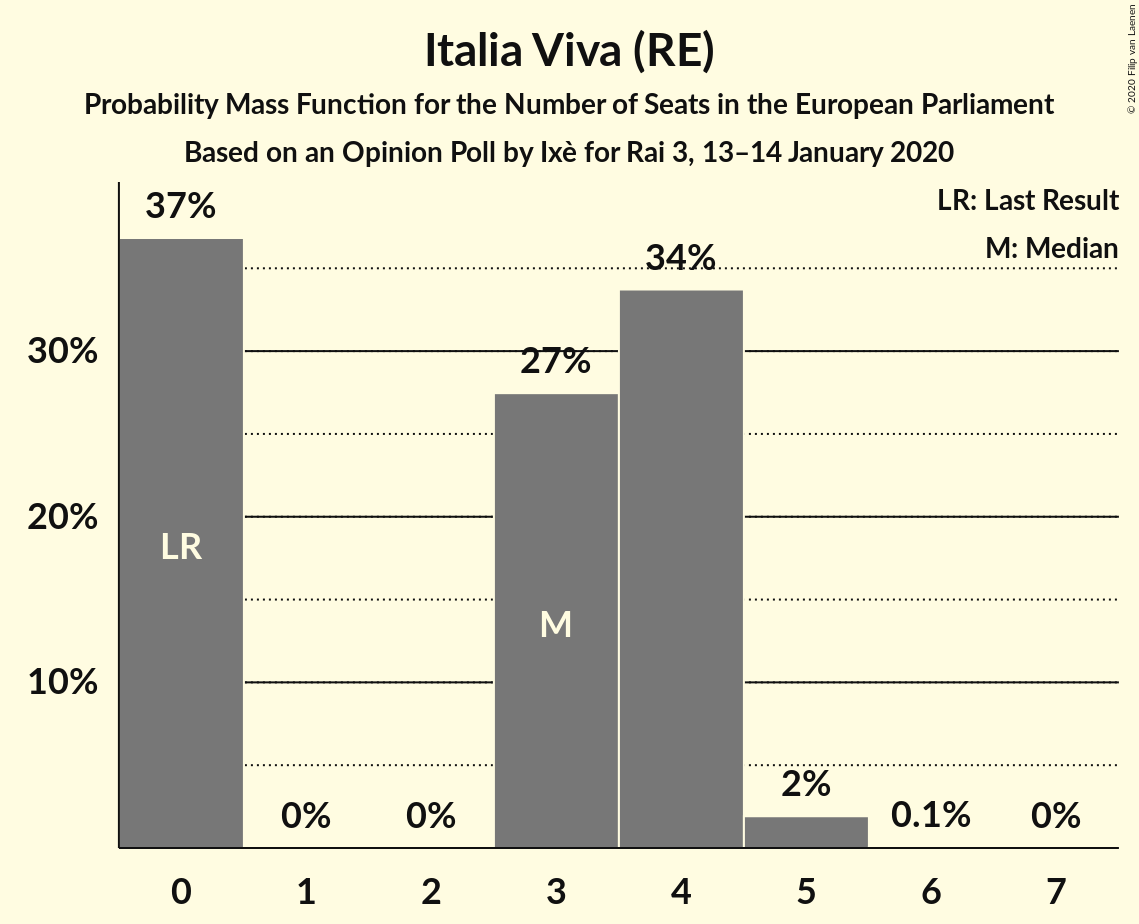 Italia Viva (RE)
Probability Mass Function for the Number of Seats in the European Parliament
Based on an Opinion Poll by Ixè for Rai 3, 13–14 January 2020
© 2020 Filip van Laenen
LR: Last Result
M: Median
37%
34%
30%
27%
20%
LR
M
10%
2%
0%
0%
0.1%
0%
0 1 2 3 4 5 6 7